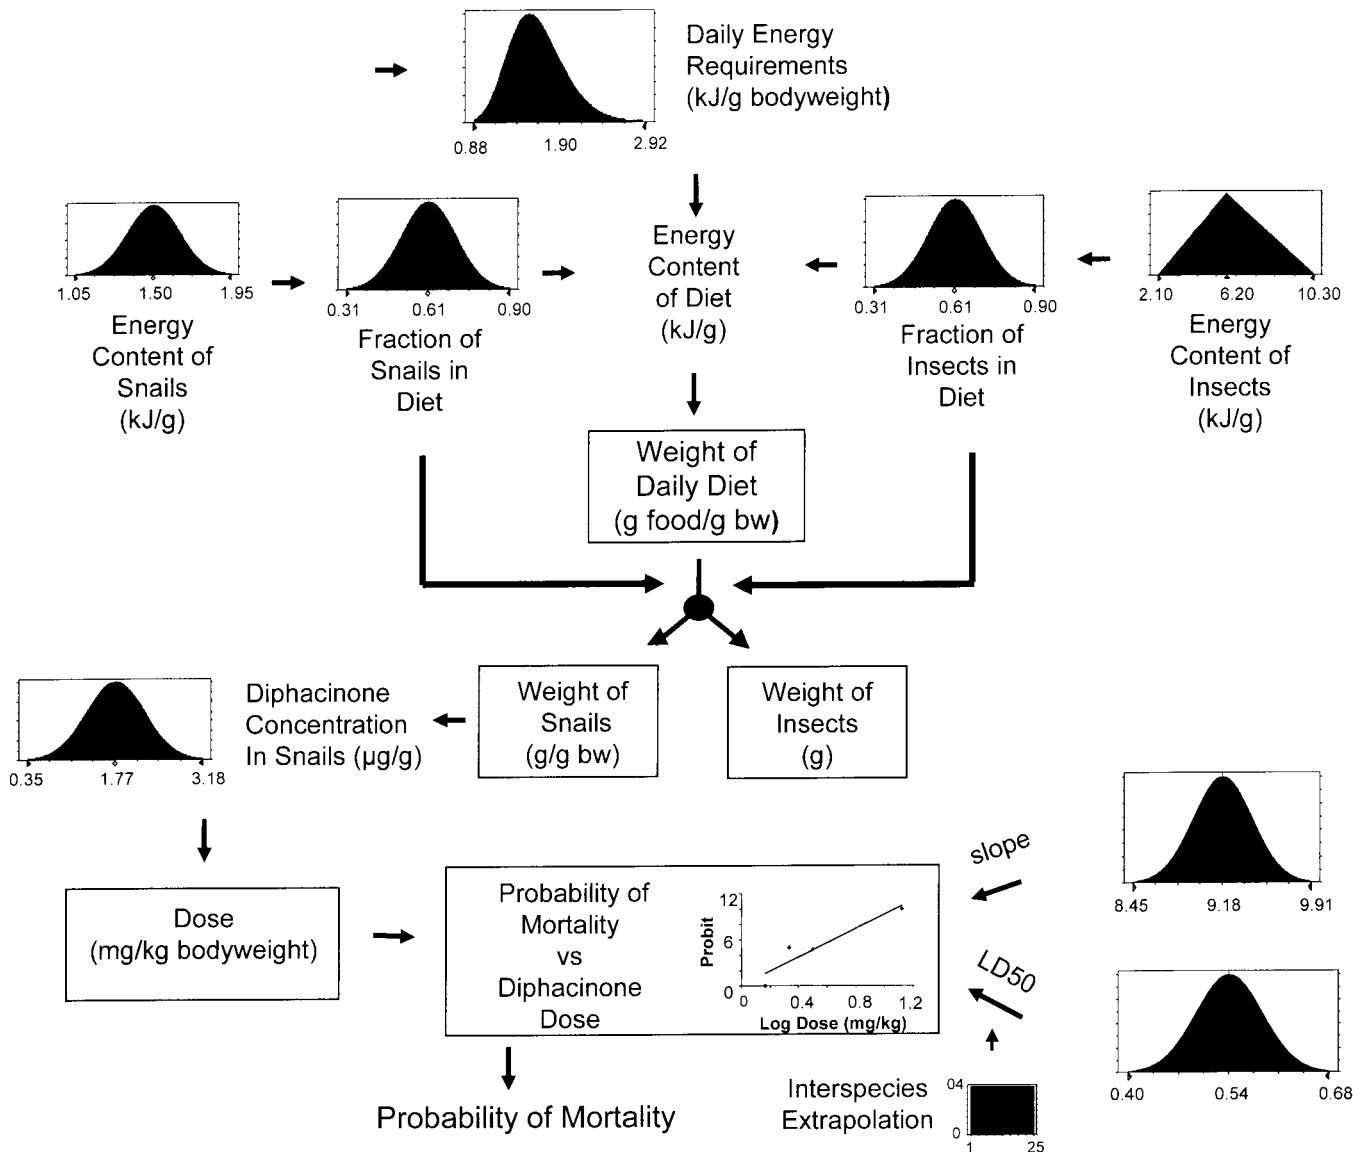 Daily Energy
Requirements
(kJ/g bodyweight)
0.88 1.90 2.92
1.05 1.50 1.95
Energy
Content of
Snails
(kJ/g)
0.31 0.61 0.90
Fraction of
Snails in
Diet
Energy
Content
of Diet
(kJ/g)
0.31 0.61 0.90
Fraction of
Insects in
Diet
2.10 6.20 10.30
Energy
Content of
Insects
(kJ/g)
Weight of
Daily Diet
(g food/g bw)
0.35 1.77 3.18
Diphacinone
Concentration
In Snails (µg/g)
Weight of
Snails
(g/g bw)
Weight of
Insects
(g)
Dose
(mg/kg bodyweight)
Probability of
Mortality
vs
Diphacinone
Dose
Probit
12
6
0
0 0.4 0.8 1.2
Log Dose (mg/kg)
slope
8.45 9.18 9.91
LD50
0.40 0.54 0.68
Interspecies
Extrapolation
04
0
1 25
Probability of Mortality